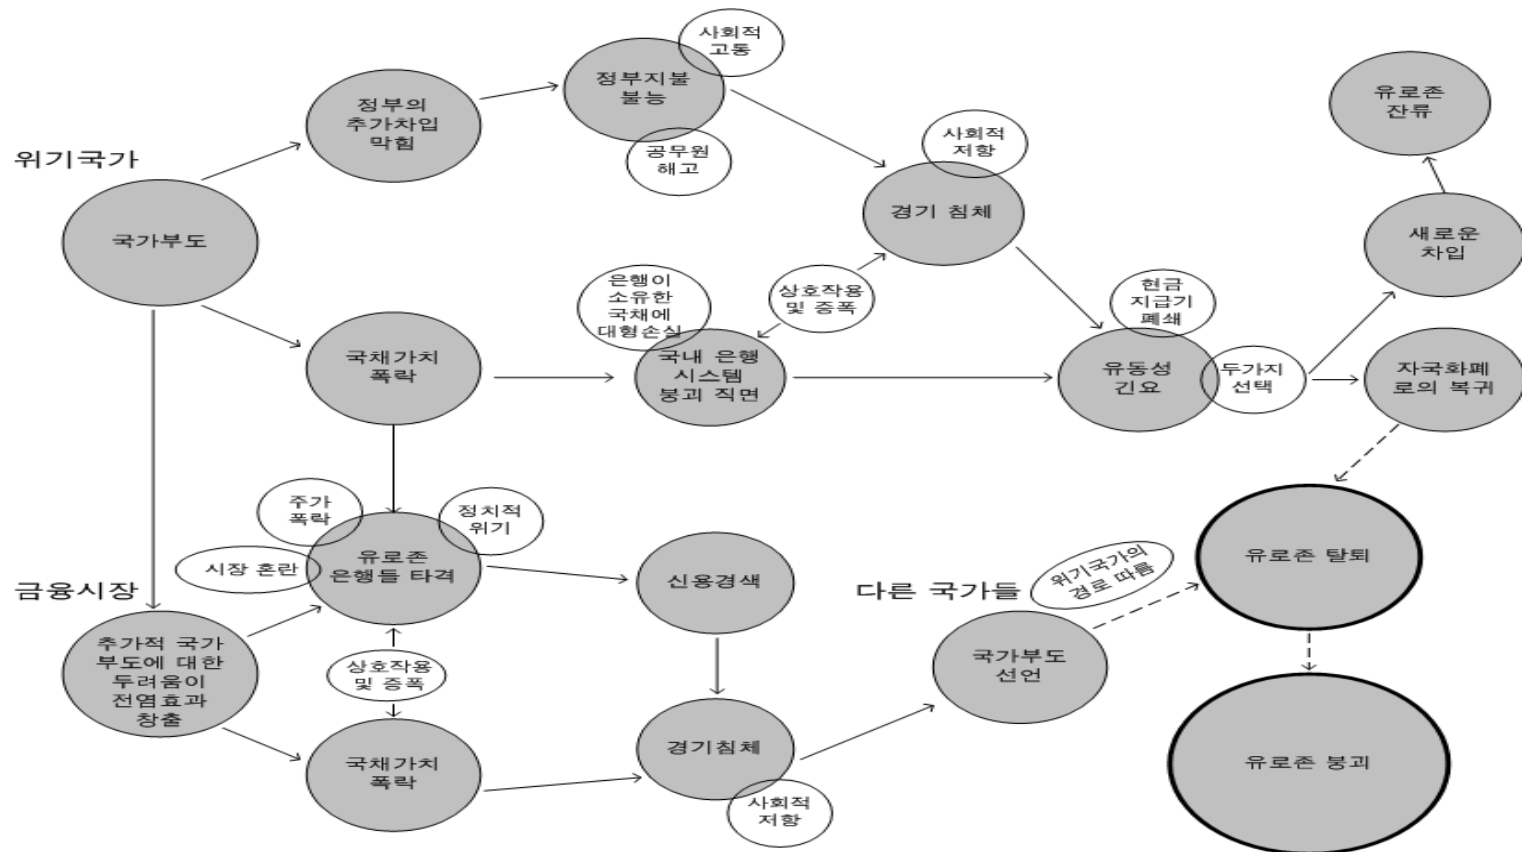 사회적
고통
정부지불
불능
공무원
해고
정부의
추가차입
막힘
위기국가
국가부도
사회적
저항
경기 침체
유로존
잔류
새로운
차입
은행이
소유한
국채에
대형손실
상호작용
및 증폭
현금
지급기
폐쇄
국채가치
폭락
국내 은행
시스템
붕괴 직면
유동성
긴요
두가지
선택
자국화폐
로의 복귀
주가
폭락
정치적
위기
시장 혼란
유로존
은행들 타격
신용경색
다른 국가들
위기국가의
경로 따름
유로존 탈퇴
금융시장
추가적 국가
부도에 대한
두려움이
전염효과
창출
상호작용
및 증폭
국가부도
선언
국채가치
폭락
경기침체
사회적
저항
유로존 붕괴